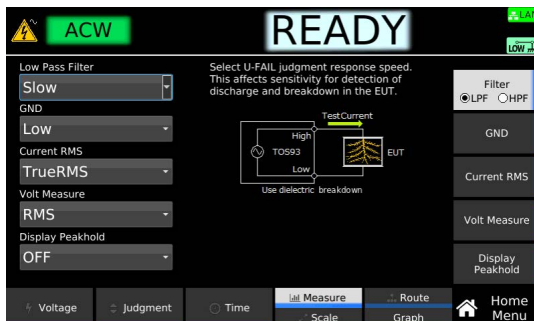 ACW
READY
LAN
LOW
Low Pass Filter
Slow
GND
Low
Current RMS
TrueRMS
Volt Measure
RMS
Display Peakhold
OFF
Select U-FAIL judgment response speed.
This affects sensitivity for detection of
discharge and breakdown in the EUT.
TestCurrent
High
TOS93
EUT
Low
Use dielectric breakdown
Filter
LPF HPF
GND
Current RMS
Volt Measure
Display
Peakhold
Voltage
Judgment
Time
Measure
Scale
Route
Graph
Home
Menu